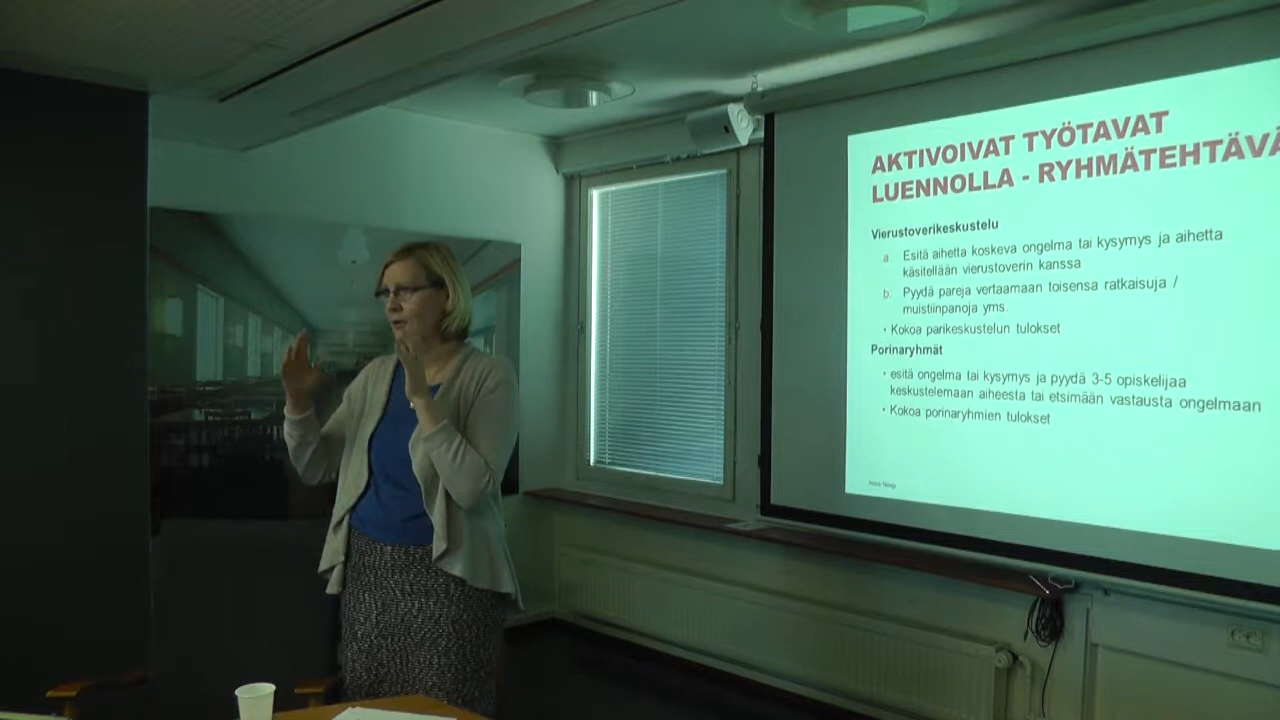 AKTIVOIVAT TYÖTAVAT
LUENNOLLA - RYHMÄTEHTÄVÄ
Vierustoverikeskustelu
a. Esitä aihetta koskeva ongelma tai kysymys ja aihetta
käsitellään vierustoverin kanssa
b. Pyydä pareja vertaamaan toisensa ratkaisuja /
muistiinpanoja yms.
• Kokoa parikeskustelun tulokset
Porinaryhmät
• esitä ongelma tai kysymys ja pyydä 3-5 opiskelijaa
keskustelemaan aiheesta tai etsimään vastausta ongelmaan
• Kokoa porinaryhmien tulokset